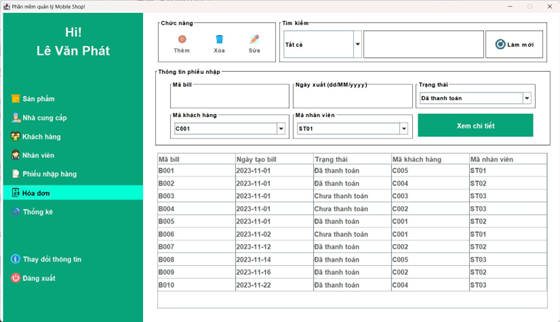 Phần mềm quản lý Mobile Shop!
Hi!
Lê Văn Phát
Sản phẩm
Nhà cung cấp
Khách hàng
Nhân viên
Phiếu nhập hàng
Hóa đơn
Thống kê
Thay đổi thông tin
Đăng xuất
Chức năng
Thêm
Xóa
Sửa
Tìm kiếm
Tất cả
Làm mới
Thông tin phiếu nhập
Mã bill
Ngày xuất (dd/MM/yyyy)
Trạng thái
Đã thanh toán
Mã khách hàng
C001
Mã nhân viên
ST01
Xem chi tiết
Mã bill Ngày tạo bill Trạng thái Mã khách hàng Mã nhân viên
B001 2023-11-01 Đã thanh toán C005 ST01
B002 2023-11-01 Đã thanh toán C004 ST02
B003 2023-11-01 Chưa thanh toán C003 ST03
B004 2023-11-01 Chưa thanh toán C002 ST03
B005 2023-11-01 Đã thanh toán C001 ST02
B006 2023-11-02 Chưa thanh toán C002 ST01
B007 2023-11-12 Đã thanh toán C002 ST02
B008 2023-11-14 Đã thanh toán C005 ST03
B009 2023-11-16 Đã thanh toán C002 ST02
B010 2023-11-22 Đã thanh toán C004 ST03